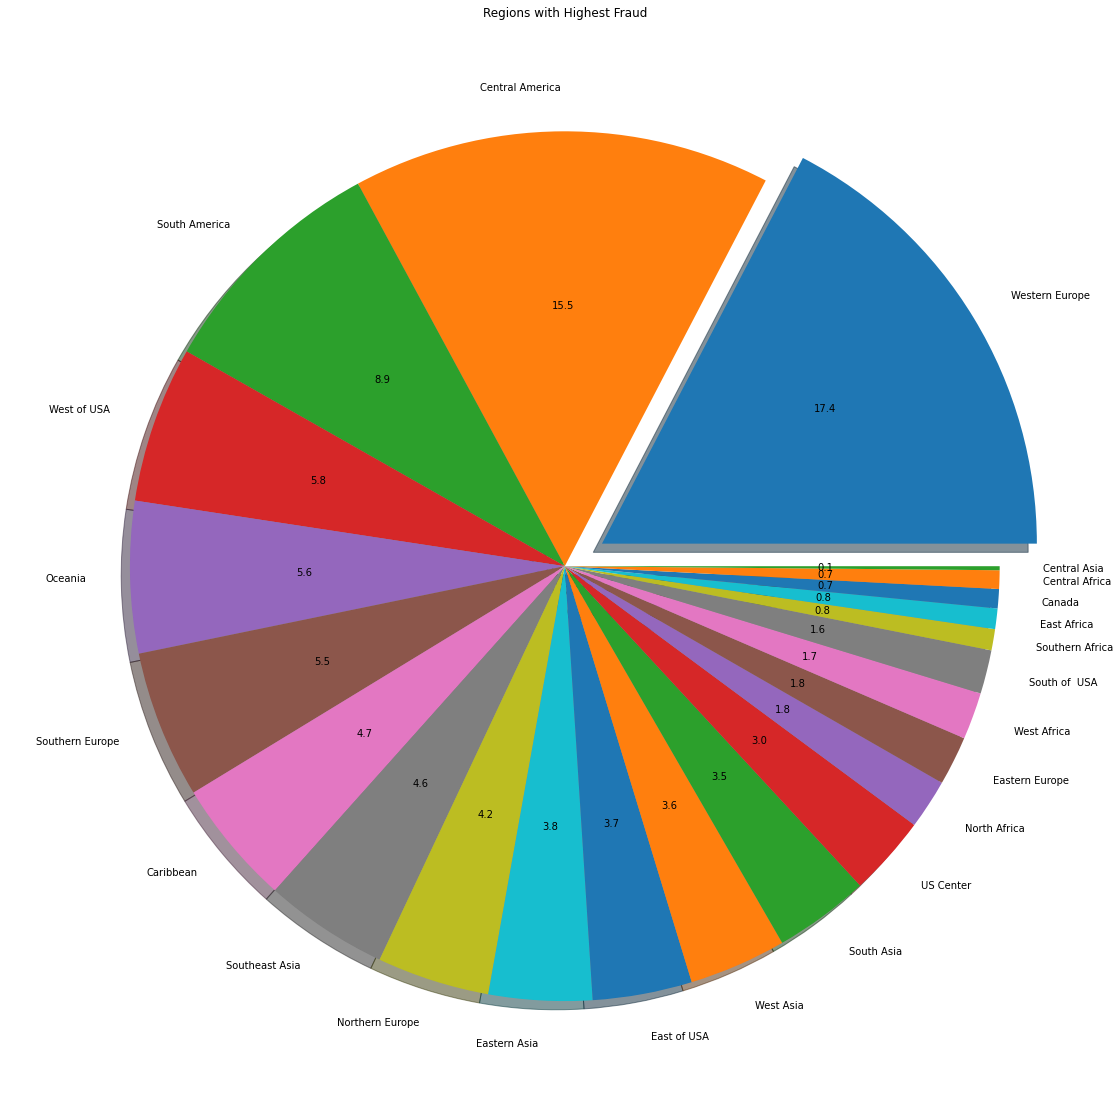 Regions with Highest Fraud
Central America
South America
Western Europe
15.5
8.9
17.4
West of USA
5.8
Oceania
5.6
0.1
Central Asia
0.7
Central Africa
0.7
Canada
0.8
East Africa
0.8
Southern Africa
1.6
South of  USA
1.7
West Africa
1.8
Eastern Europe
1.8
North Africa
5.5
Southern Europe
4.7
3.0
US Center
4.6
3.5
South Asia
4.2
3.8
3.7
3.6
West Asia
Caribbean
Southeast Asia
Northern Europe
Eastern Asia
East of USA